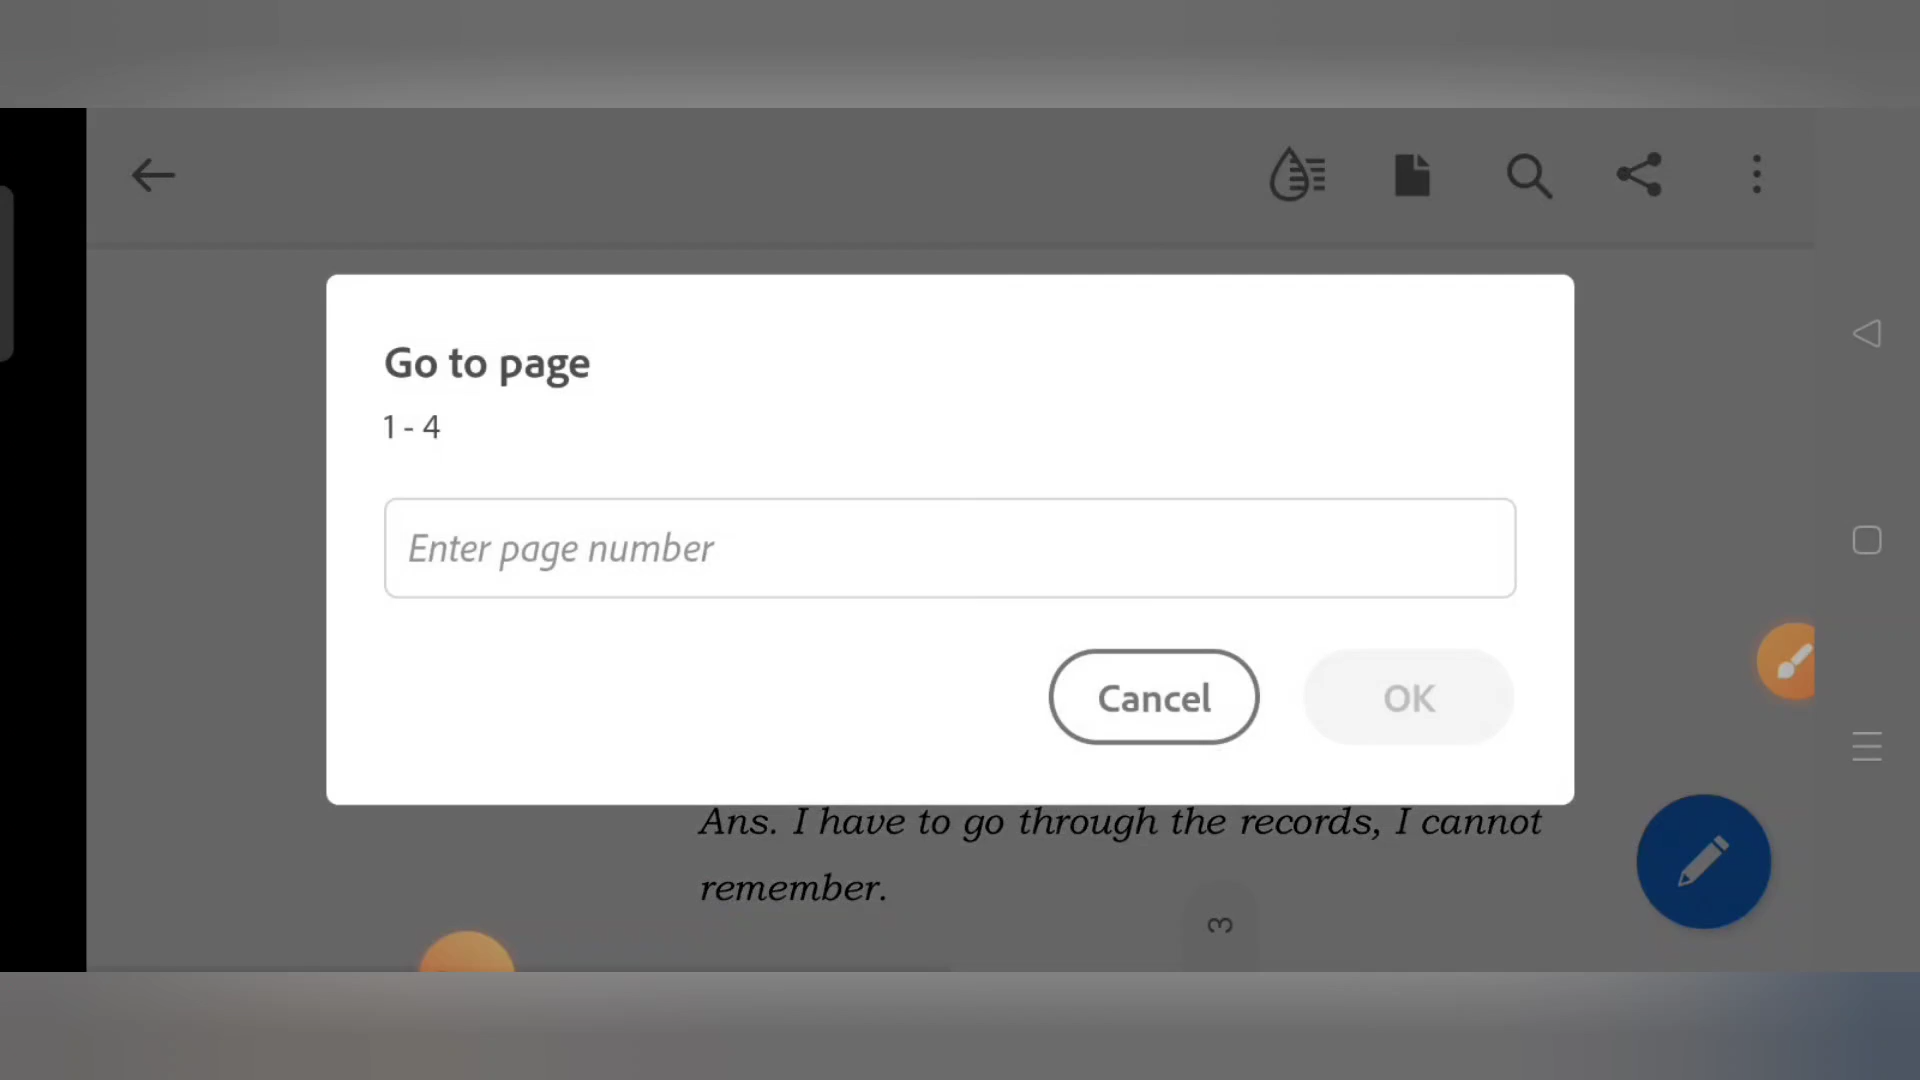 Go to page
1 - 4
Enter page number
Cancel
OK
Ans. I have to go through the records, I cannot
remember.
3